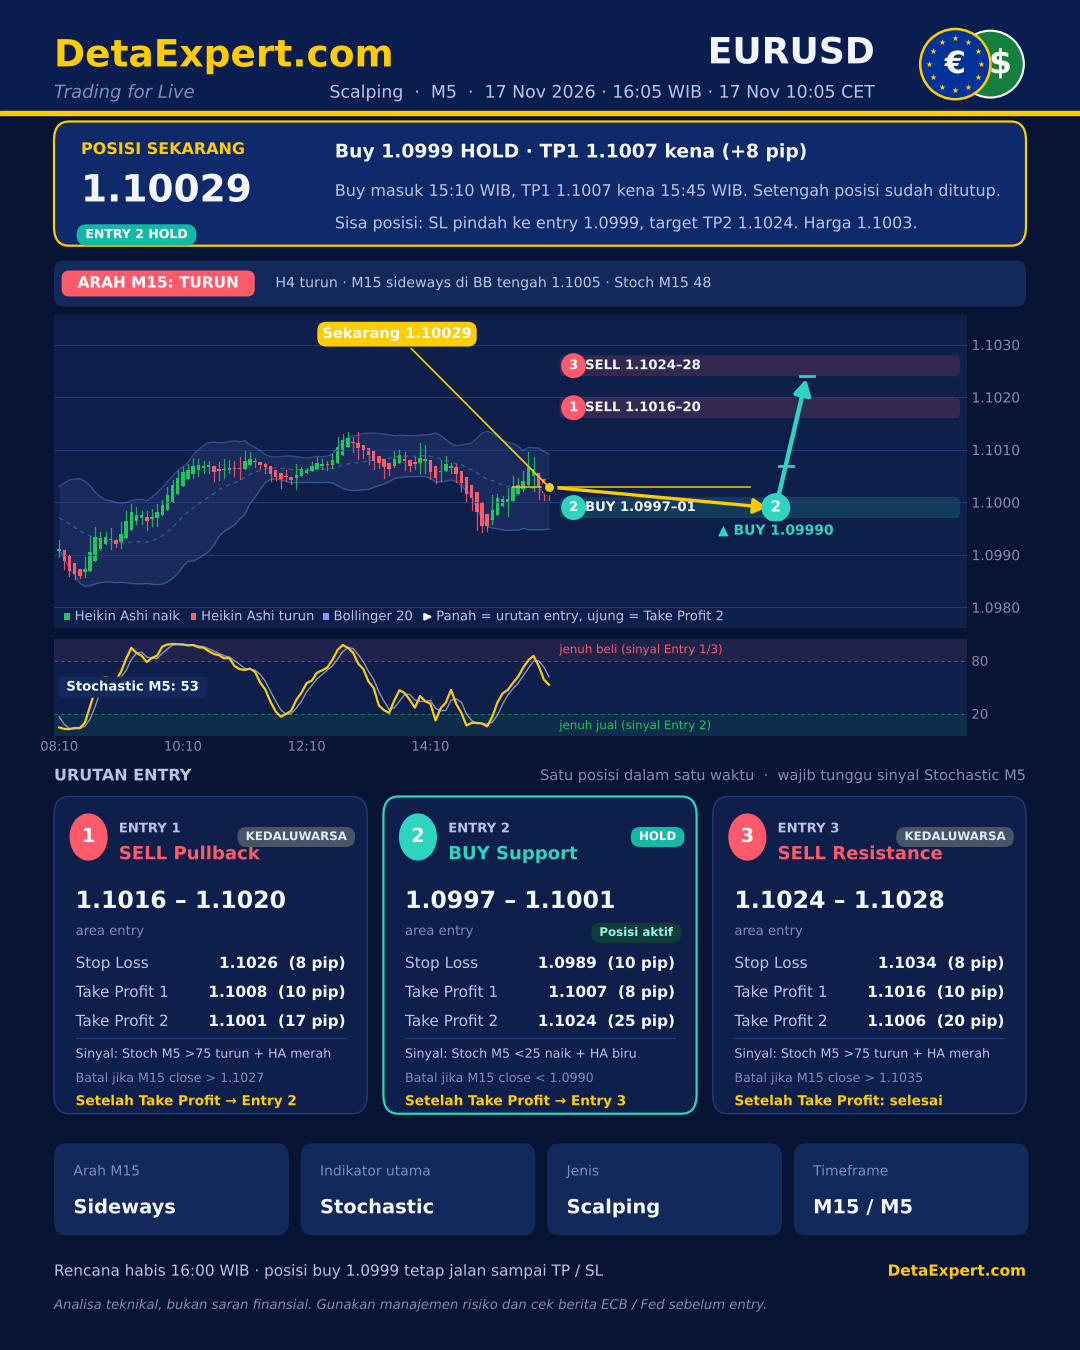 DetaExpert.com
Trading for Live
EURUSD
Scalping · M5 · 17 Nov 2026 · 16:05 WIB · 17 Nov 10:05 CET
€ $
POSISI SEKARANG
1.10029
ENTRY 2 HOLD
Buy 1.0999 HOLD · TP1 1.1007 kena (+8 pip)
Buy masuk 15:10 WIB, TP1 1.1007 kena 15:45 WIB. Setengah posisi sudah ditutup.
Sisa posisi: SL pindah ke entry 1.0999, target TP2 1.1024. Harga 1.1003.
ARAH M15: TURUN
H4 turun · M15 sideways di BB tengah 1.1005 · Stoch M15 48
Sekarang 1.10029
1.1030
3 SELL 1.1024–28
1.1020
1 SELL 1.1016–20
1.1010
1.1000
2 BUY 1.0997–01
2
▲ BUY 1.09990
1.0990
1.0980
Heikin Ashi naik
Heikin Ashi turun
Bollinger 20
Panah = urutan entry, ujung = Take Profit 2
jenuh beli (sinyal Entry 1/3)
80
Stochastic M5: 53
20
jenuh jual (sinyal Entry 2)
08:10 10:10 12:10 14:10
URUTAN ENTRY
Satu posisi dalam satu waktu · wajib tunggu sinyal Stochastic M5
1
ENTRY 1
KEDALUWARSA
SELL Pullback
1.1016 – 1.1020
area entry
Stop Loss 1.1026 (8 pip)
Take Profit 1 1.1008 (10 pip)
Take Profit 2 1.1001 (17 pip)
Sinyal: Stoch M5 >75 turun + HA merah
Batal jika M15 close > 1.1027
Setelah Take Profit → Entry 2
2
ENTRY 2
HOLD
BUY Support
1.0997 – 1.1001
area entry
Posisi aktif
Stop Loss 1.0989 (10 pip)
Take Profit 1 1.1007 (8 pip)
Take Profit 2 1.1024 (25 pip)
Sinyal: Stoch M5 <25 naik + HA biru
Batal jika M15 close < 1.0990
Setelah Take Profit → Entry 3
3
ENTRY 3
KEDALUWARSA
SELL Resistance
1.1024 – 1.1028
area entry
Stop Loss 1.1034 (8 pip)
Take Profit 1 1.1016 (10 pip)
Take Profit 2 1.1006 (20 pip)
Sinyal: Stoch M5 >75 turun + HA merah
Batal jika M15 close > 1.1035
Setelah Take Profit: selesai
Arah M15
Sideways
Indikator utama
Stochastic
Jenis
Scalping
Timeframe
M15 / M5
Rencana habis 16:00 WIB · posisi buy 1.0999 tetap jalan sampai TP / SL
DetaExpert.com
Analisa teknikal, bukan saran finansial. Gunakan manajemen risiko dan cek berita ECB / Fed sebelum entry.